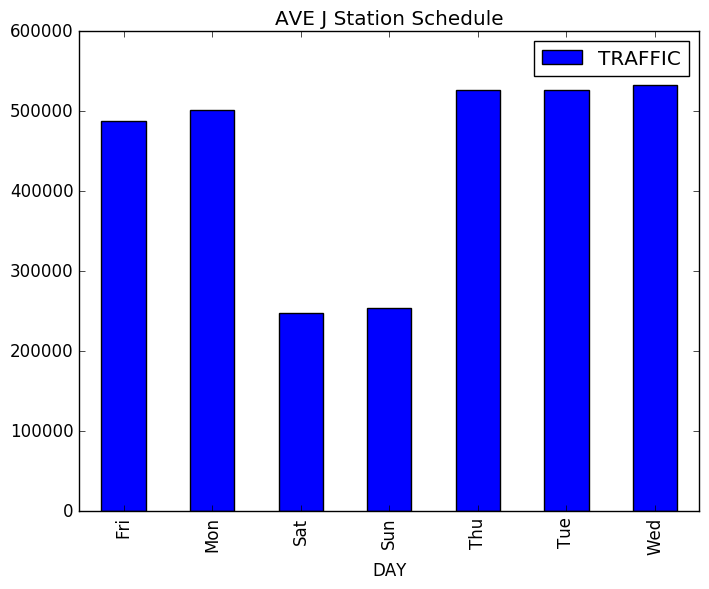 AVE J Station Schedule
TRAFFIC
600000
500000
400000
300000
200000
100000
0
Fri
Mon
Sat
Sun
Thu
Tue
Wed
DAY